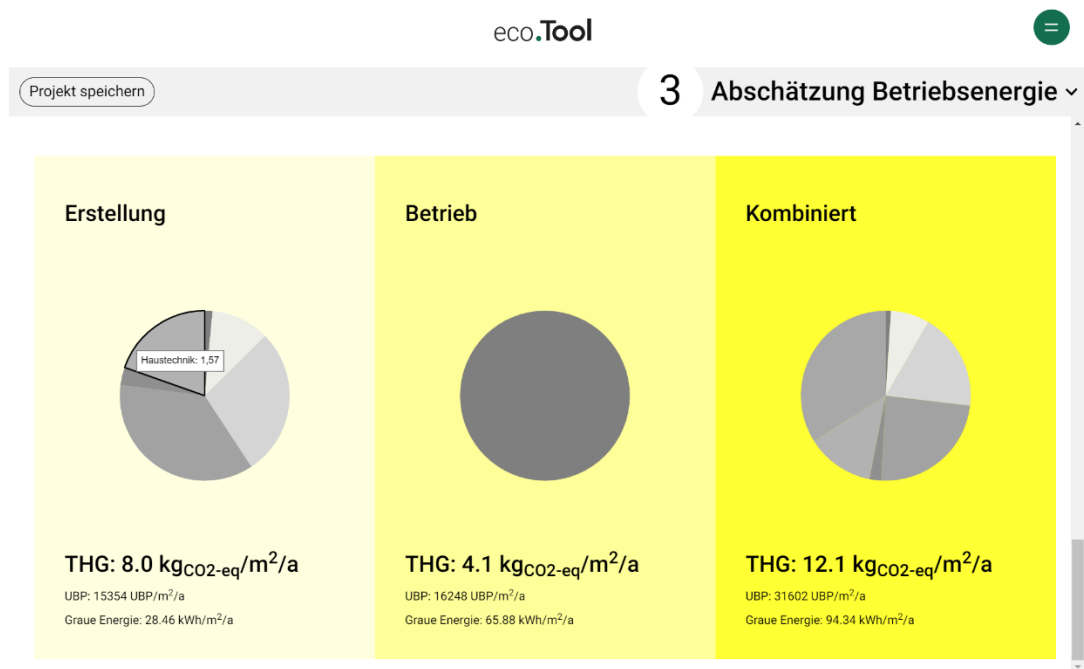 eco.Tool
Projekt speichern
3 Abschätzung Betriebsenergie
Erstellung
Haustechnik: 1,57
THG: 8.0 kgCO2-eq/m²/a
UBP: 15354 UBP/m²/a
Graue Energie: 28.46 kWh/m²/a
Betrieb
THG: 4.1 kgCO2-eq/m²/a
UBP: 16248 UBP/m²/a
Graue Energie: 65.88 kWh/m²/a
Kombiniert
THG: 12.1 kgCO2-eq/m²/a
UBP: 31602 UBP/m²/a
Graue Energie: 94.34 kWh/m²/a